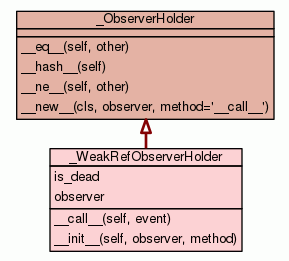 _ObserverHolder
__eq__(self, other)
__hash__(self)
__ne__(self, other)
__new__(cls, observer, method='__call__')
_WeakRefObserverHolder
is_dead
observer
__call__(self, event)
__init__(self, observer, method)